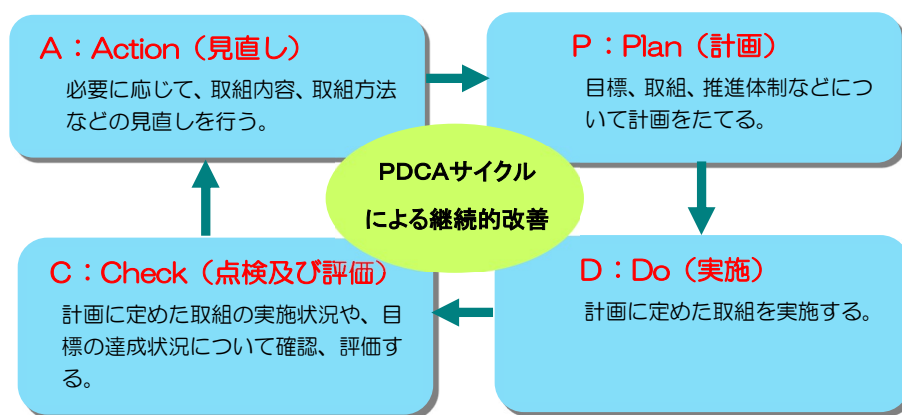 A：Action（見直し）
必要に応じて、取組内容、取組方法
などの見直しを行う。
P：Plan（計画）
目標、取組、推進体制などにつ
いて計画をたてる。
PDCAサイクル
による継続的改善
C：Check（点検及び評価）
計画に定めた取組の実施状況や、目
標の達成状況について確認、評価す
る。
D：Do（実施）
計画に定めた取組を実施する。